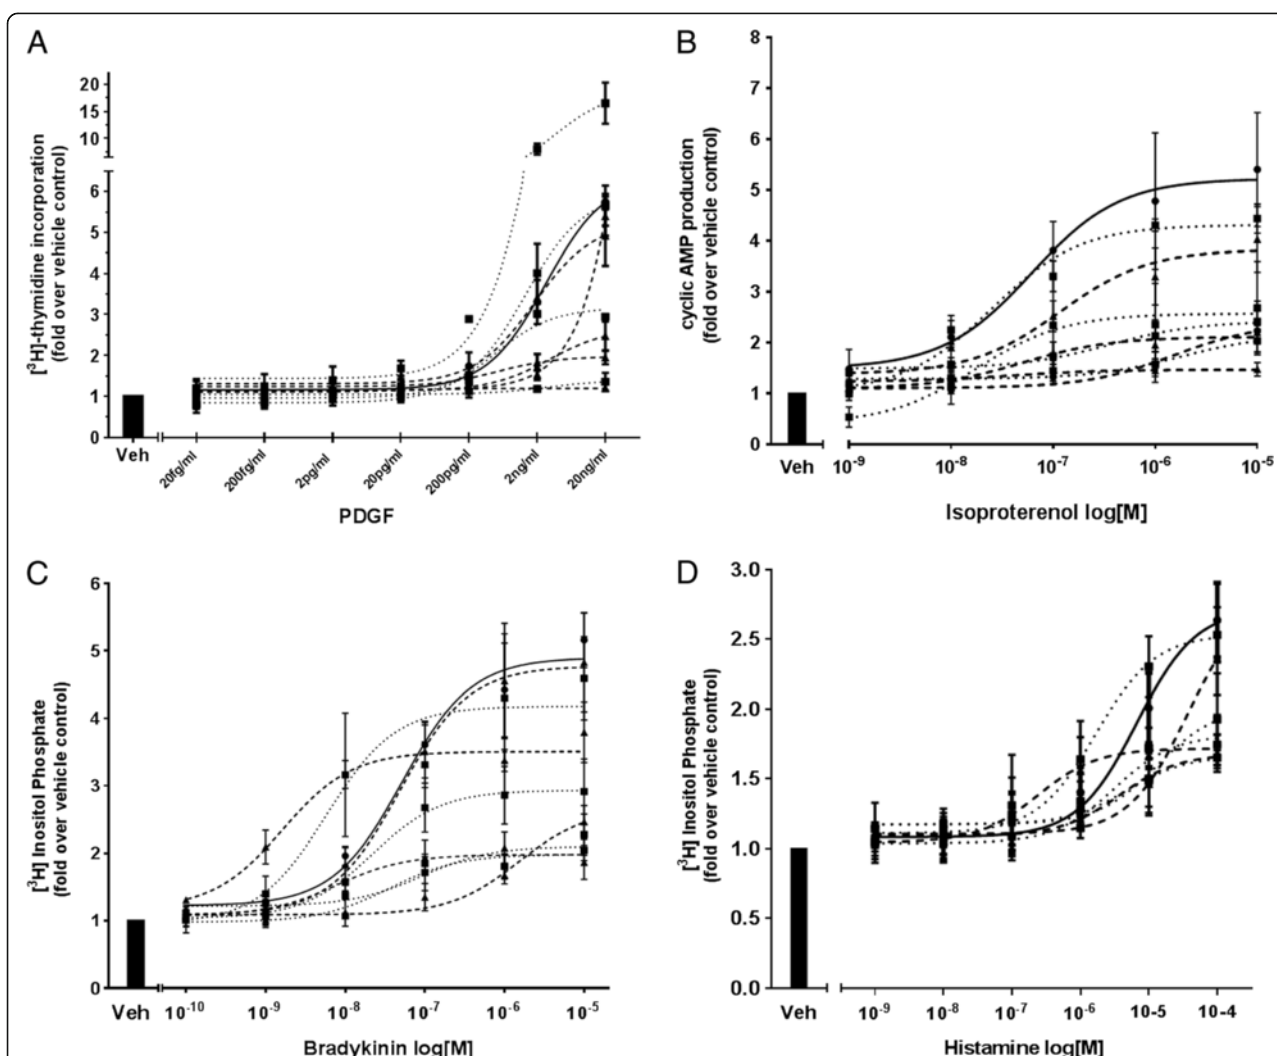 A
[³H]-thymidine incorporation
(fold over vehicle control)
20
15
10
6
5
4
3
2
1
0
Veh
20fg/ml
200fg/ml
2pg/ml
20pg/ml
200pg/ml
2ng/ml
20ng/ml
PDGF
B
cyclic AMP production
(fold over vehicle control)
8
7
6
5
4
3
2
1
0
Veh
10⁻⁹
10⁻⁸
10⁻⁷
10⁻⁶
10⁻⁵
Isoproterenol log[M]
C
[³H] Inositol Phosphate
(fold over vehicle control)
6
5
4
3
2
1
0
Veh
10⁻¹⁰
10⁻⁹
10⁻⁸
10⁻⁷
10⁻⁶
10⁻⁵
Bradykinin log[M]
D
[³H] Inositol Phosphate
(fold over vehicle control)
3.0
2.5
2.0
1.5
1.0
0.5
0.0
Veh
10⁻⁹
10⁻⁸
10⁻⁷
10⁻⁶
10-5
10-4
Histamine log[M]